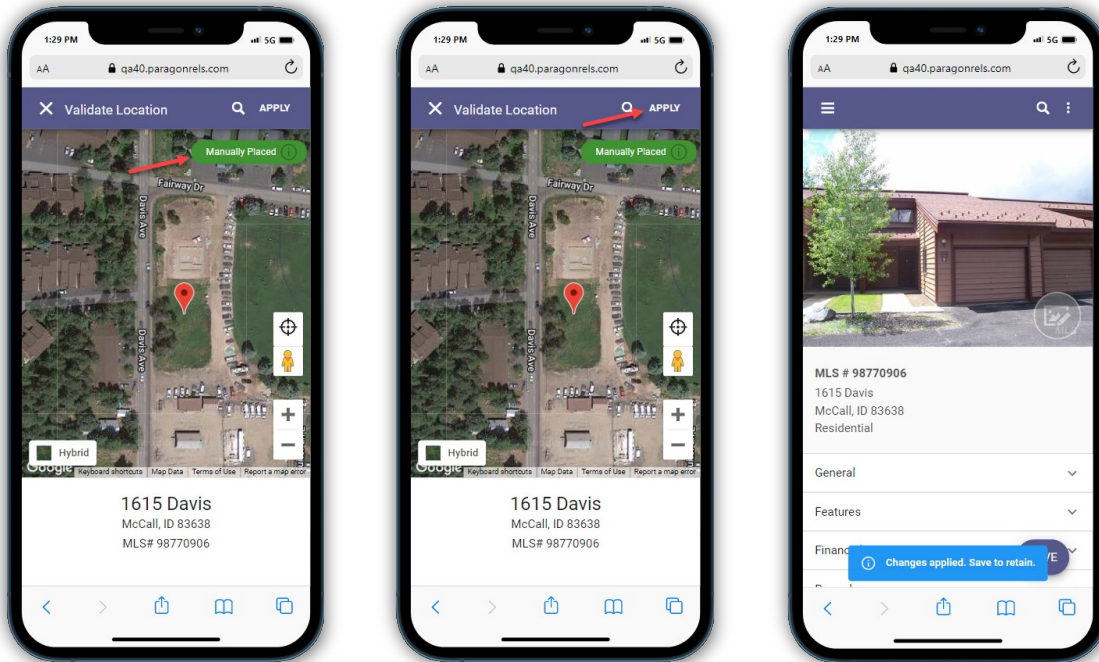 1:29 PM
5G
AA
qa40.paragonrels.com
Validate Location
APPLY
Manually Placed
Fairway Dr
Davis Ave
Davis Ave
Hybrid
Google
Keyboard shortcuts
Map Data
Terms of Use
Report a map error
1615 Davis
McCall, ID 83638
MLS# 98770906
1:29 PM
5G
AA
qa40.paragonrels.com
Validate Location
APPLY
Manually Placed
Fairway Dr
Davis Ave
Davis Ave
Hybrid
Google
Keyboard shortcuts
Map Data
Terms of Use
Report a map error
1615 Davis
McCall, ID 83638
MLS# 98770906
1:29 PM
5G
AA
qa40.paragonrels.com
MLS # 98770906
1615 Davis
McCall, ID 83638
Residential
General
Features
Changes applied. Save to retain.